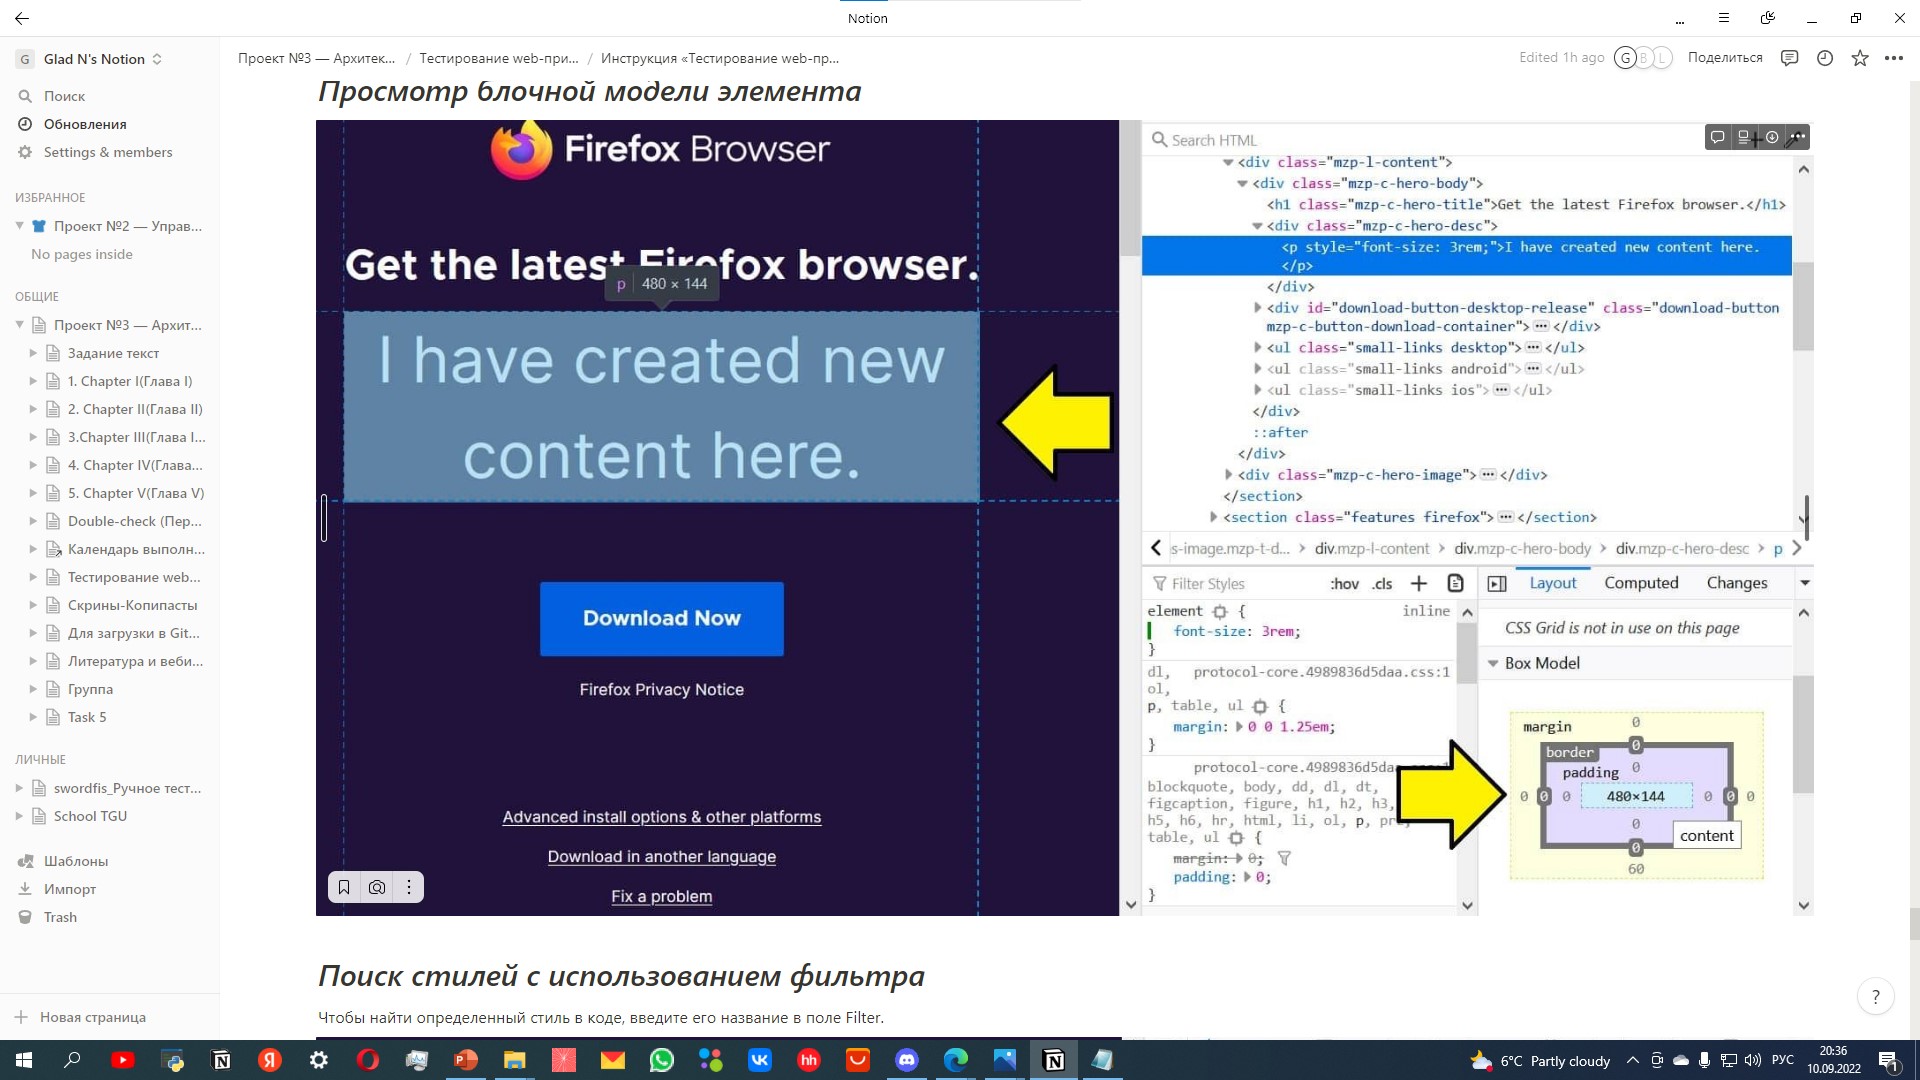 Notion
Glad N's Notion
Поиск
Обновления
Settings & members
ИЗБРАННОЕ
Проект №2 — Управ...
No pages inside
ОБЩИЕ
Проект №3 — Архит...
Задание текст
1. Chapter I(Глава I)
2. Chapter II(Глава II)
3.Chapter III(Глава I...
4. Chapter IV(Глава...
5. Chapter V(Глава V)
Double-check (Пер...
Календарь выполн...
Тестирование web...
Скрины-Копипасты
Для загрузки в Git...
Литература и веби...
Группа
Task 5
ЛИЧНЫЕ
swordfis_Ручное тест...
School TGU
Шаблоны
Импорт
Trash
Новая страница
Проект №3 — Архитек... / Тестирование web-при... / Инструкция «Тестирование web-пр...
Edited 1h ago G B L Поделиться
Просмотр блочной модели элемента
Firefox Browser
Get the latest Firefox browser.
p 480 × 144
I have created new
content here.
Download Now
Firefox Privacy Notice
Advanced install options & other platforms
Download in another language
Fix a problem
Search HTML
<div class="mzp-l-content">
<div class="mzp-c-hero-body">
<h1 class="mzp-c-hero-title">Get the latest Firefox browser.</h1>
<div class="mzp-c-hero-desc">
<p style="font-size: 3rem;">I have created new content here.
</p>
</div>
<div id="download-button-desktop-release" class="download-button
mzp-c-button-download-container"> ••• </div>
<ul class="small-links desktop"> ••• </ul>
<ul class="small-links android"> ••• </ul>
<ul class="small-links ios"> ••• </ul>
</div>
::after
</div>
<div class="mzp-c-hero-image"> ••• </div>
</section>
<section class="features firefox"> ••• </section>
s-image.mzp-t-d... > div.mzp-l-content > div.mzp-c-hero-body > div.mzp-c-hero-desc > p
Filter Styles :hov .cls +
element { inline
font-size: 3rem;
}
dl, protocol-core.4989836d5daa.css:1
ol,
p, table, ul {
margin: 0 0 1.25em;
}
protocol-core.4989836d5da
blockquote, body, dd, dl, dt,
figcaption, figure, h1, h2, h3,
h5, h6, hr, html, li, ol, p, pre,
table, ul {
margin: 0;
padding: 0;
}
Layout Computed Changes
CSS Grid is not in use on this page
Box Model
margin 0
border 0
padding 0
0 0 0 480×144 0 0 0
0
content
0
60
Поиск стилей с использованием фильтра
Чтобы найти определенный стиль в коде, введите его название в поле Filter.
?
6°C Partly cloudy
РУС
20:36
10.09.2022
1